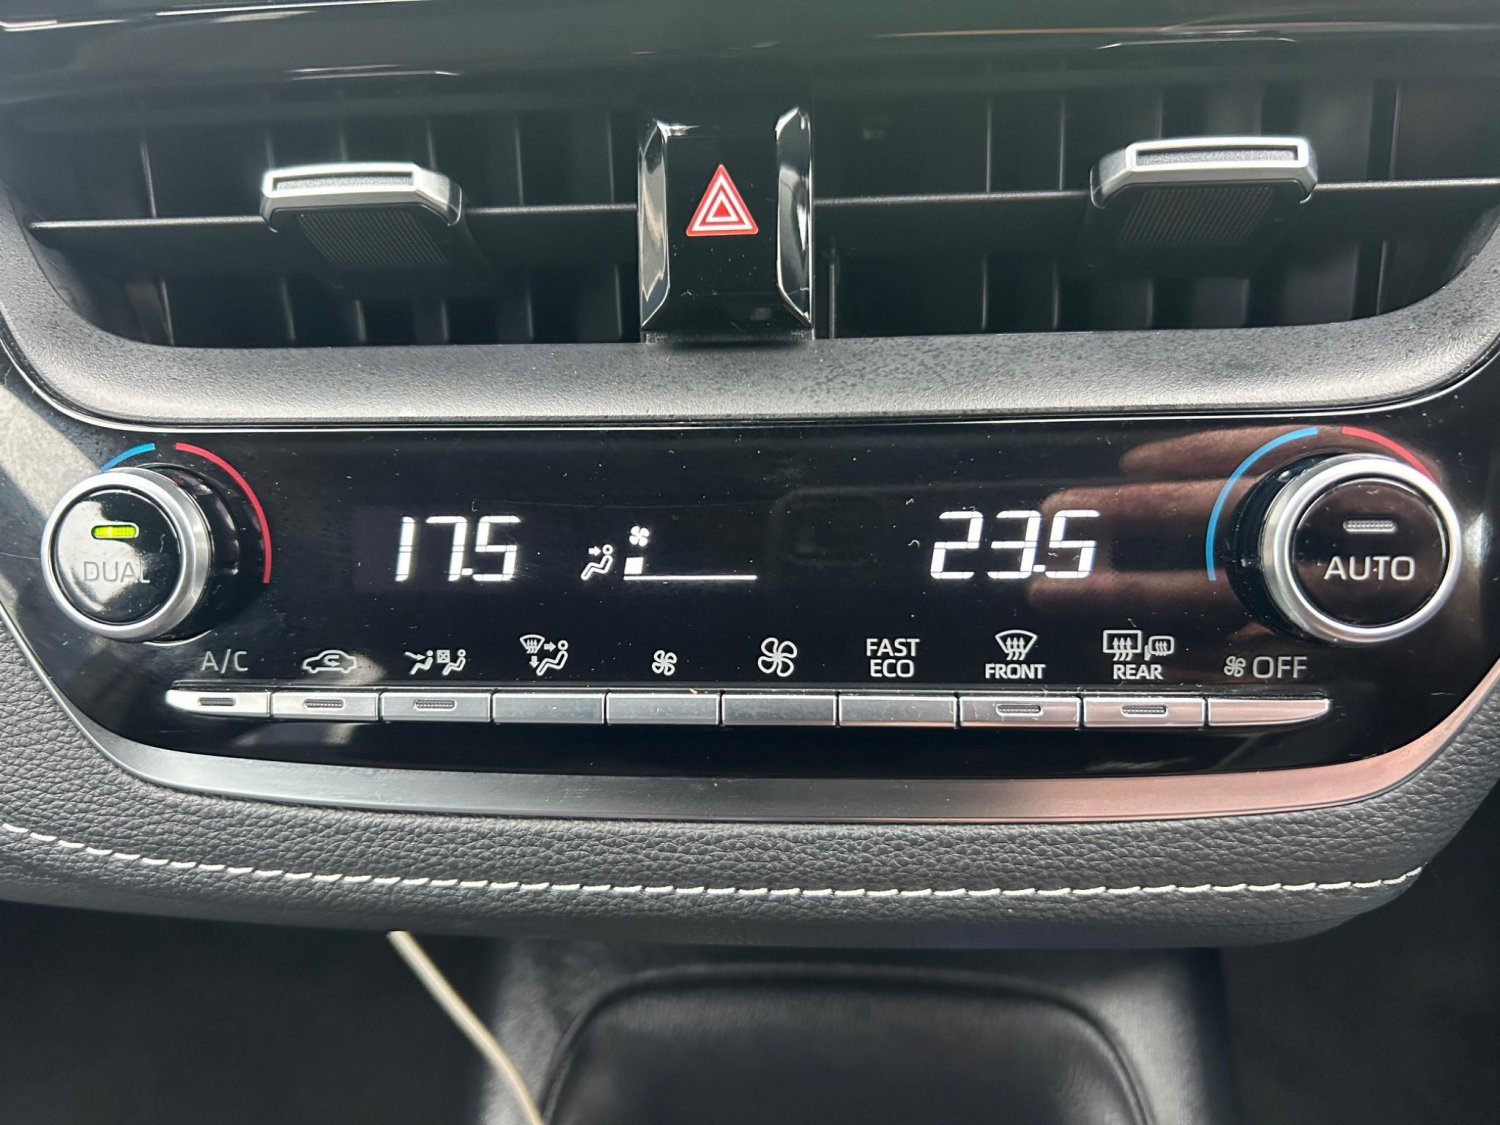 17.5
23.5
DUAL
AUTO
A/C
FAST
ECO
FRONT
REAR
OFF